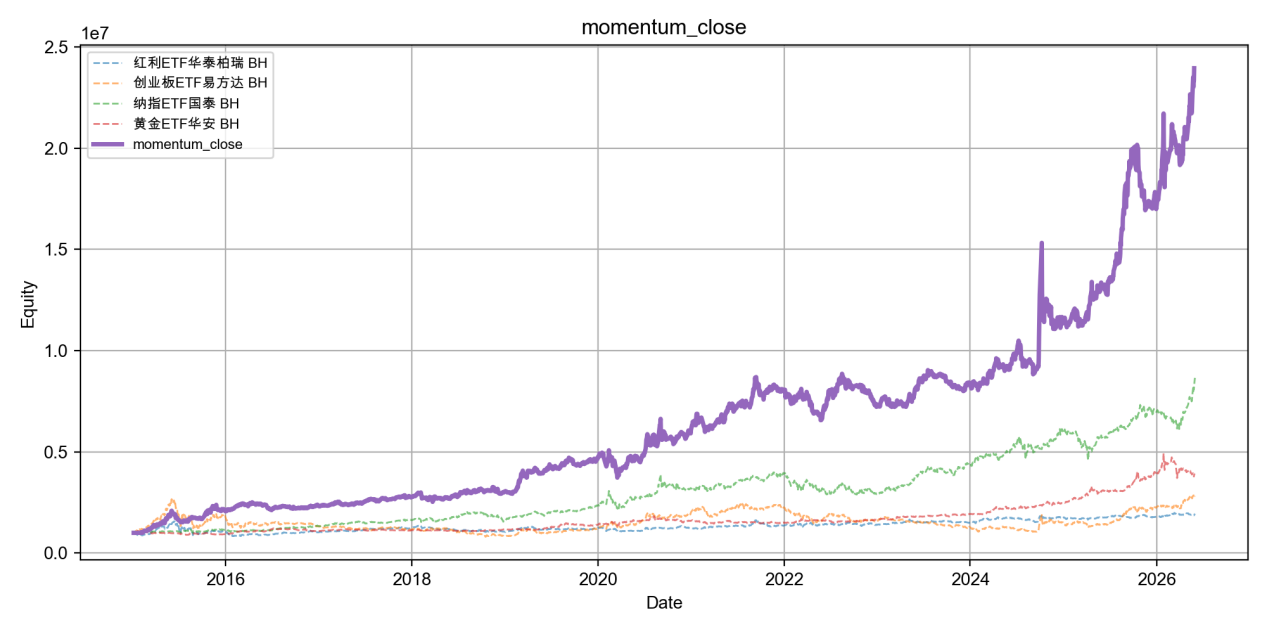 momentum_close
1e7
2.5
2.0
1.5
1.0
0.5
0.0
Equity
红利ETF华泰柏瑞 BH
创业板ETF易方达 BH
纳指ETF国泰 BH
黄金ETF华安 BH
momentum_close
2016
2018
2020
2022
2024
2026
Date